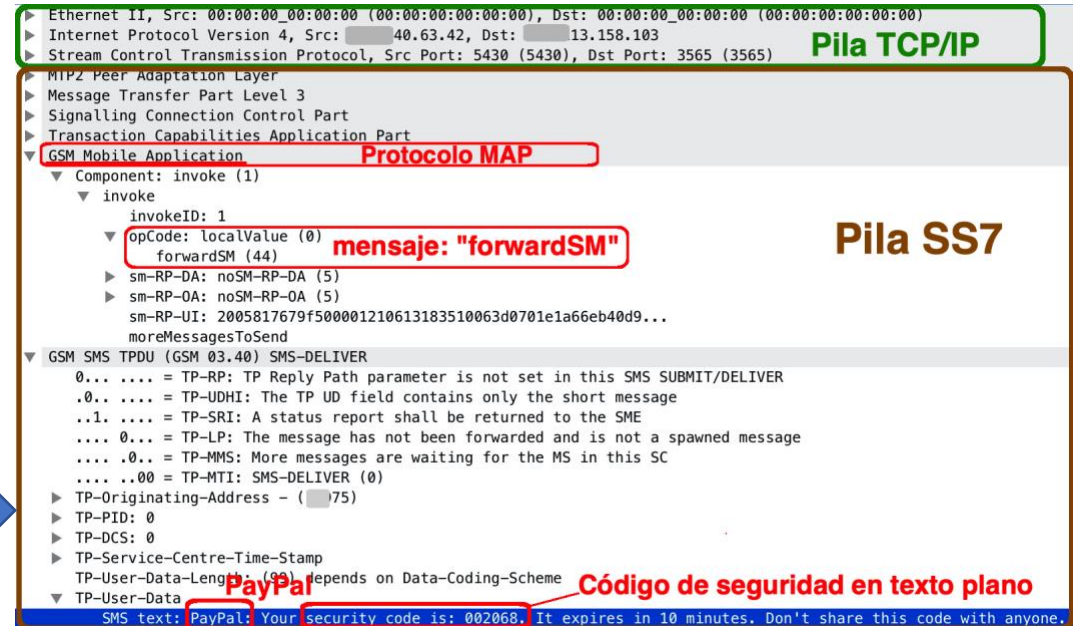 Ethernet II, Src: 00:00:00_00:00:00 (00:00:00:00:00:00), Dst: 00:00:00_00:00:00 (00:00:00:00:00:00)
Internet Protocol Version 4, Src: 40.63.42, Dst: 13.158.103
Pila TCP/IP
Stream Control Transmission Protocol, Src Port: 5430 (5430), Dst Port: 3565 (3565)
MTP2 Peer Adaptation Layer
Message Transfer Part Level 3
Signalling Connection Control Part
Transaction Capabilities Application Part
GSM Mobile Application
Protocolo MAP
Component: invoke (1)
invoke
invokeID: 1
opCode: localValue (0)
mensaje: "forwardSM"
Pila SS7
forwardSM (44)
sm-RP-DA: noSM-RP-DA (5)
sm-RP-OA: noSM-RP-OA (5)
sm-RP-UI: 2005817679f500001210613183510063d0701e1a66eb40d9...
moreMessagesToSend
GSM SMS TPDU (GSM 03.40) SMS-DELIVER
0... .... = TP-RP: TP Reply Path parameter is not set in this SMS SUBMIT/DELIVER
.0.. .... = TP-UDHI: The TP UD field contains only the short message
..1. .... = TP-SRI: A status report shall be returned to the SME
.... 0... = TP-LP: The message has not been forwarded and is not a spawned message
.... .0.. = TP-MMS: More messages are waiting for the MS in this SC
.... ..00 = TP-MTI: SMS-DELIVER (0)
TP-Originating-Address - ( 75)
TP-PID: 0
TP-DCS: 0
TP-Service-Centre-Time-Stamp
TP-User-Data-Length: (99) depends on Data-Coding-Scheme
PayPal
Código de seguridad en texto plano
TP-User-Data
SMS text: PayPal: Your security code is: 002068. It expires in 10 minutes. Don't share this code with anyone.